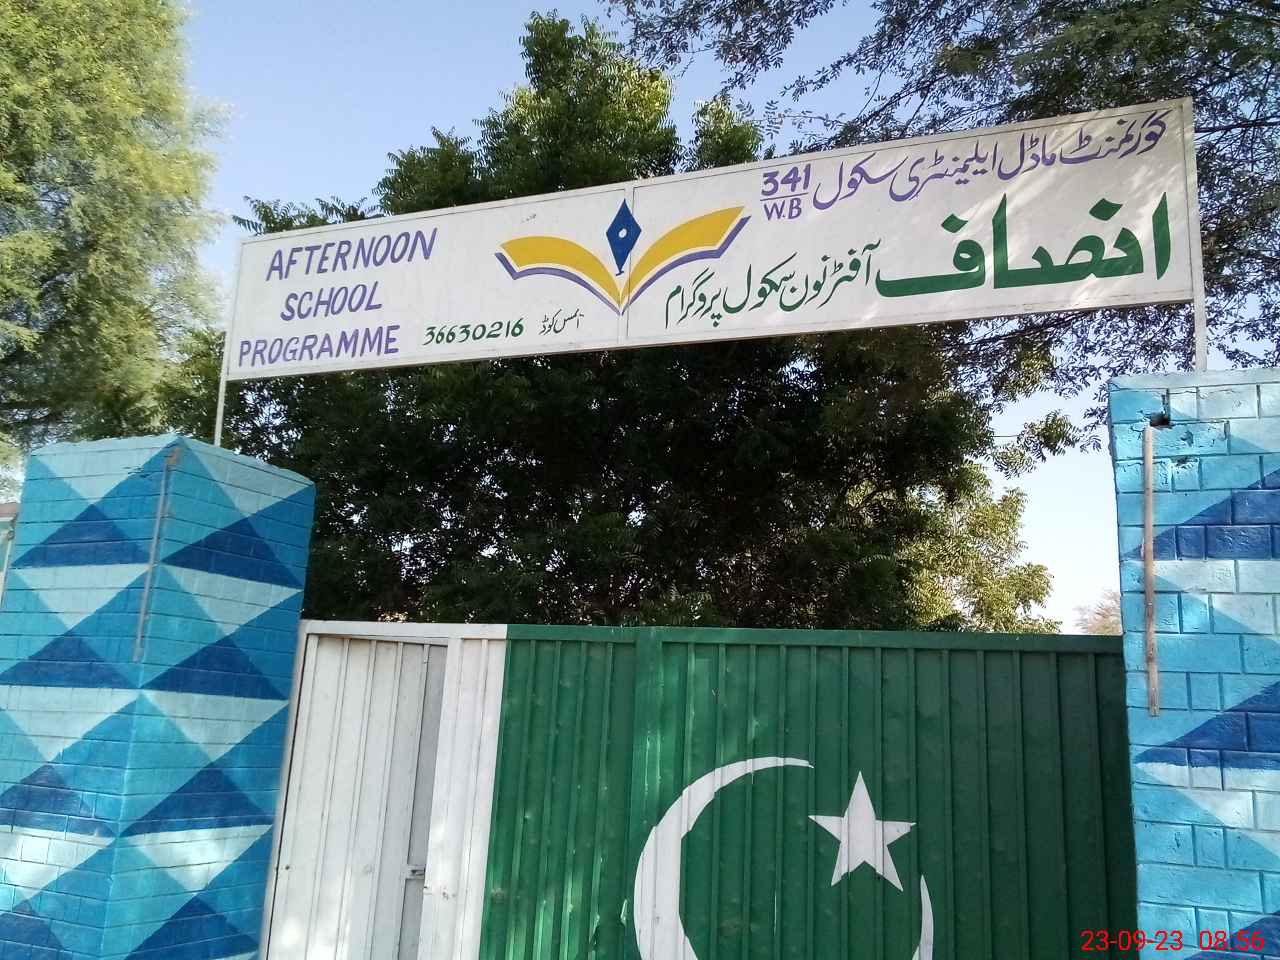 گورنمنٹ ماڈل ایلیمنٹری سکول 341 W.B
انصاف آفٹرنون سکول پروگرام
AFTERNOON
SCHOOL
PROGRAMME
36630216 ایمس کوڈ
23-09-23 08:56